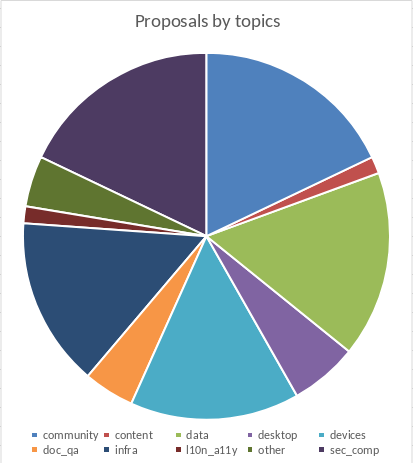 Proposals by topics
community content data desktop devices
doc_qa infra l10n_a11y other sec_comp